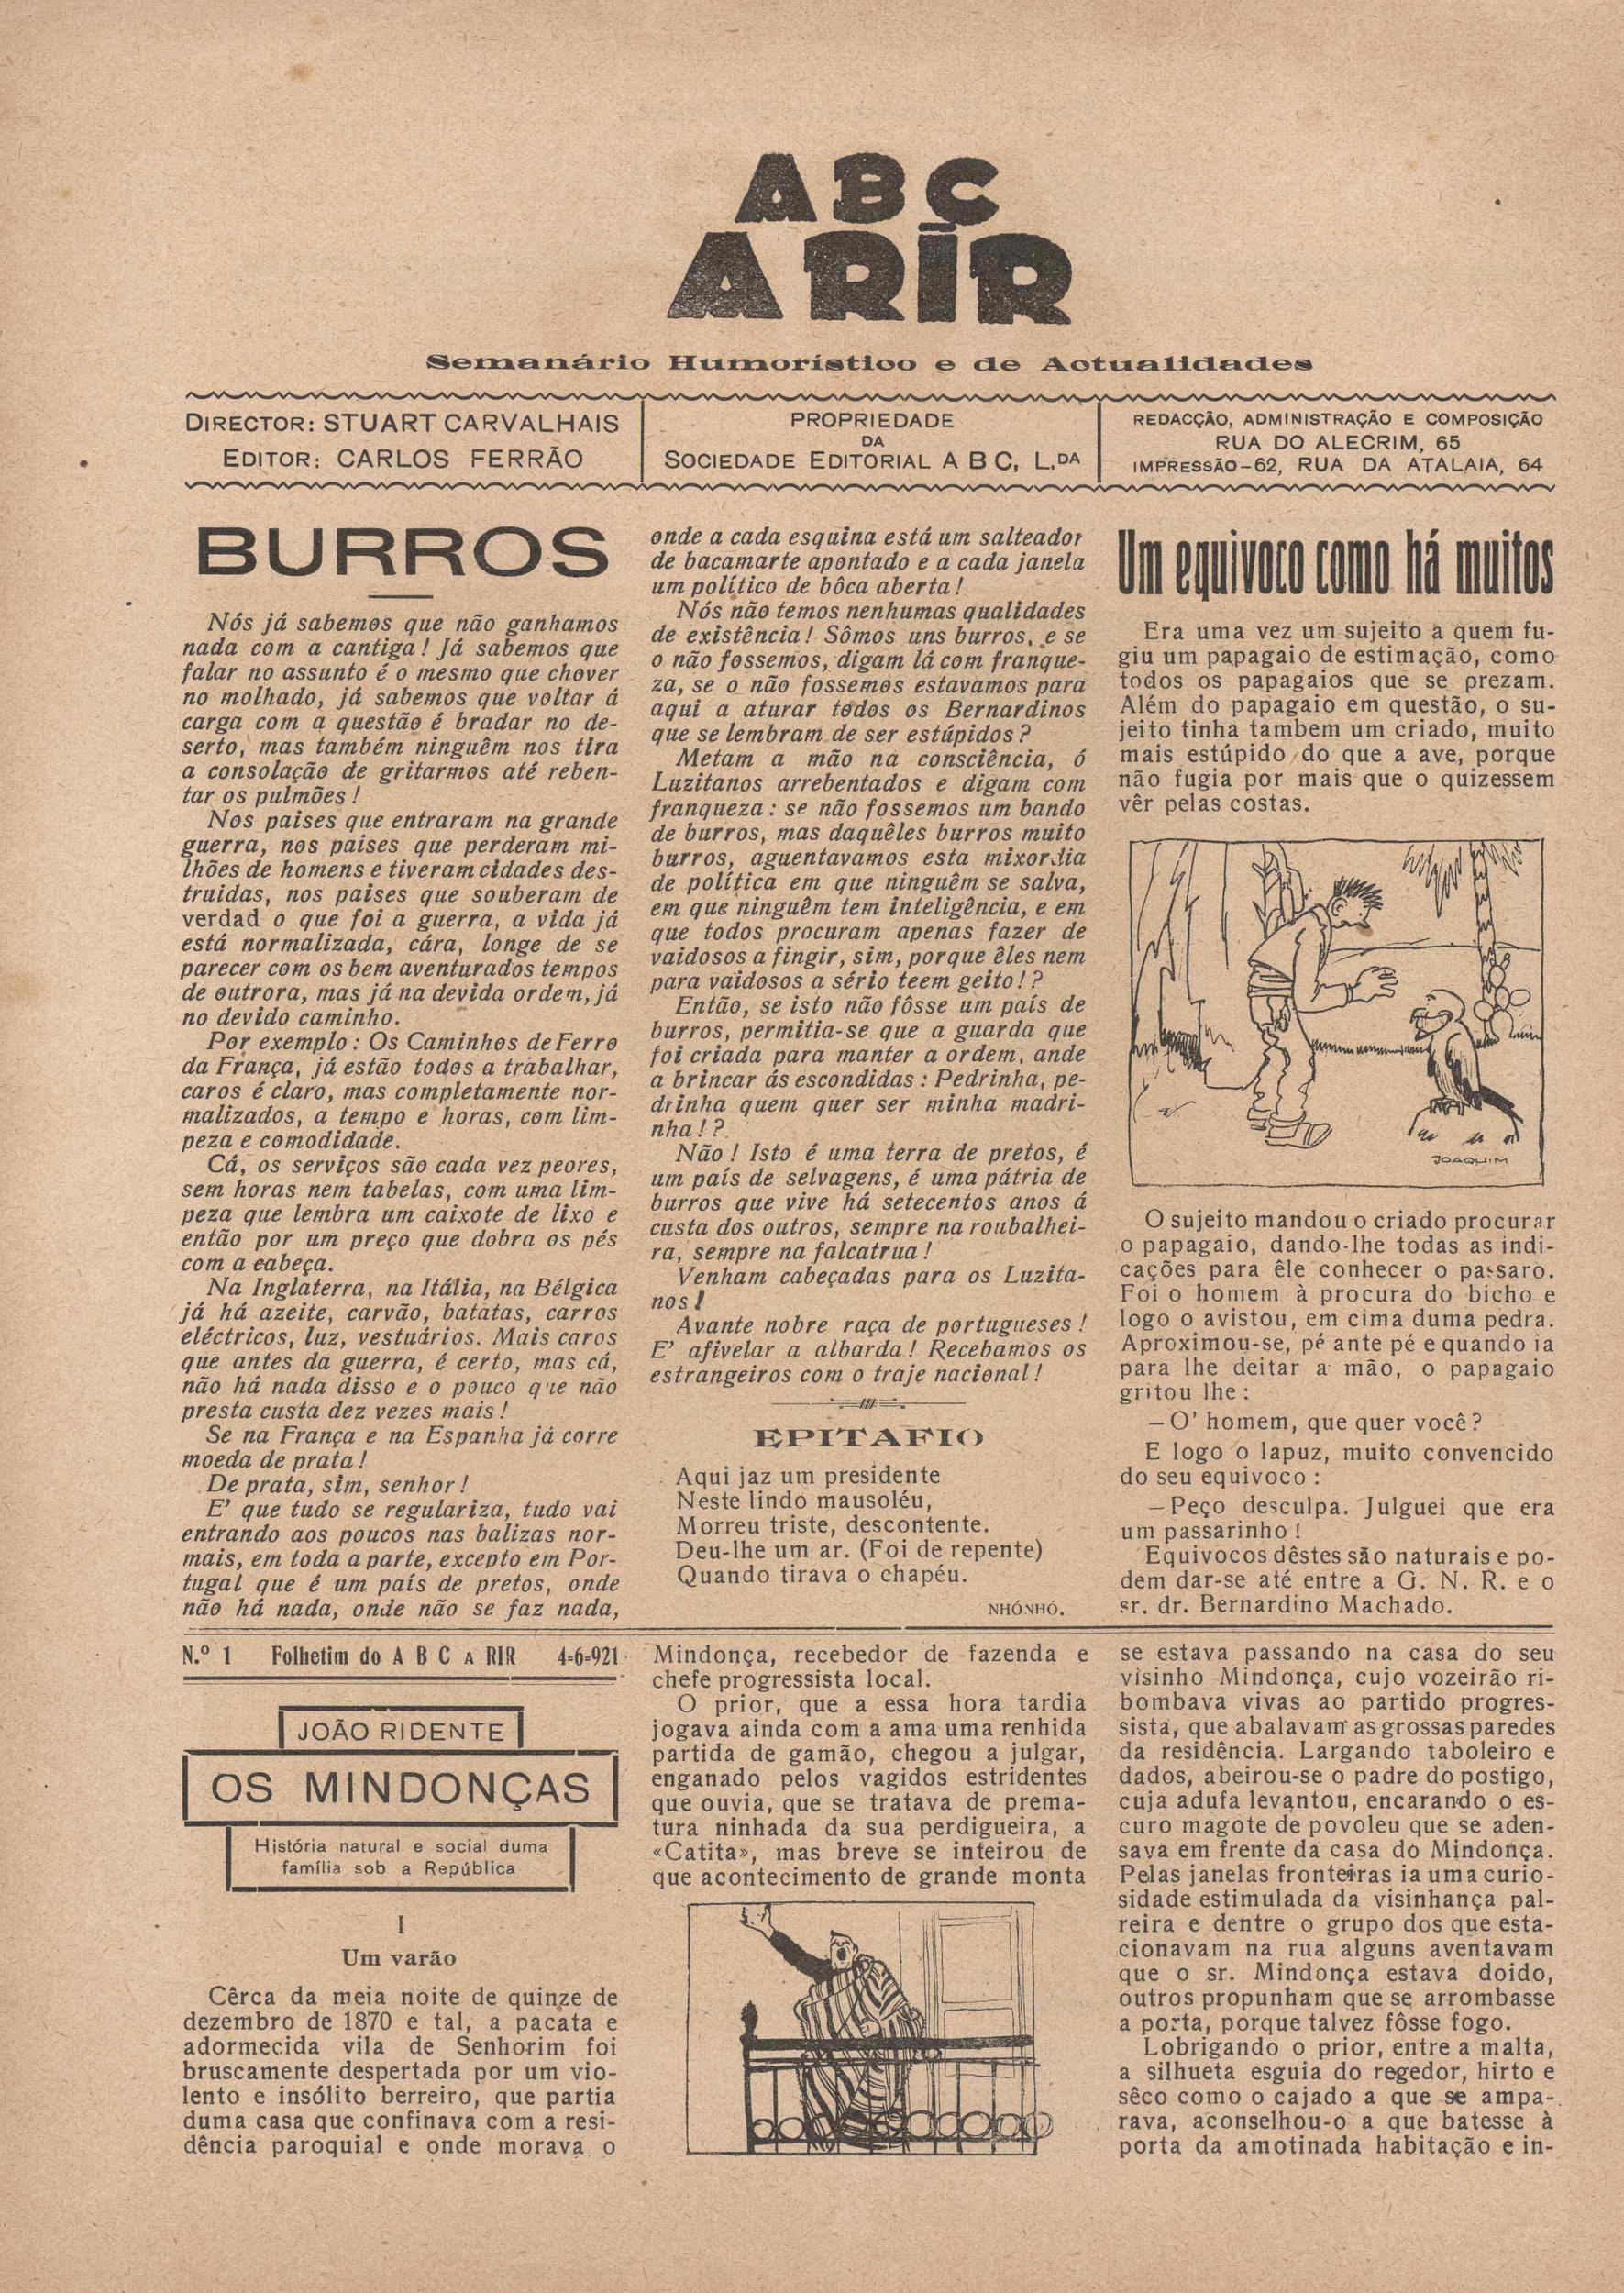 ABC
A RIR
Semanário Humorístico e de Actualidades
DIRECTOR: STUART CARVALHAIS
EDITOR: CARLOS FERRÃO
PROPRIEDADE
DA
SOCIEDADE EDITORIAL A B C, L.DA
REDACÇÃO, ADMINISTRAÇÃO E COMPOSIÇÃO
RUA DO ALECRIM, 65
IMPRESSÃO-62, RUA DA ATALAIA, 64
BURROS
Nós já sabemos que não ganhamos
nada com a cantiga! Já sabemos que
falar no assunto é o mesmo que chover
no molhado, já sabemos que voltar á
carga com a questão é bradar no de-
serto, mas também ninguêm nos tira
a consolação de gritarmos até reben-
tar os pulmões!
Nos paises que entraram na grande
guerra, nos paises que perderam mi-
lhões de homens e tiveram cidades des-
truidas, nos paises que souberam de
verdad o que foi a guerra, a vida já
está normalizada, cára, longe de se
parecer com os bem aventurados tempos
de outrora, mas já na devida ordem, já
no devido caminho.
Por exemplo: Os Caminhos de Ferro
da França, já estão todos a trabalhar,
caros é claro, mas completamente nor-
malizados, a tempo e horas, com lim-
peza e comodidade.
Cá, os serviços são cada vez peores,
sem horas nem tabelas, com uma lim-
peza que lembra um caixote de lixo e
então por um preço que dobra os pés
com a cabeça.
Na Inglaterra, na Itália, na Bélgica
já há azeite, carvão, batatas, carros
eléctricos, luz, vestuários. Mais caros
que antes da guerra, é certo, mas cá,
não há nada disso e o pouco que não
presta custa dez vezes mais!
Se na França e na Espanha já corre
moeda de prata!
De prata, sim, senhor!
E' que tudo se regulariza, tudo vai
entrando aos poucos nas balizas nor-
mais, em toda a parte, excepto em Por-
tugal que é um país de pretos, onde
não há nada, onde não se faz nada,
onde a cada esquina está um salteador
de bacamarte apontado e a cada janela
um político de bôca aberta!
Nós não temos nenhumas qualidades
de existência! Sômos uns burros, e se
o não fossemos, digam lá com franque-
za, se o não fossemos estavamos para
aqui a aturar todos os Bernardinos
que se lembram de ser estúpidos?
Metam a mão na consciência, ó
Luzitanos arrebentados e digam com
franqueza: se não fossemos um bando
de burros, mas daquêles burros muito
burros, aguentavamos esta mixordia
de política em que ninguêm se salva,
em que ninguêm tem inteligência, e em
que todos procuram apenas fazer de
vaidosos a fingir, sim, porque êles nem
para vaidosos a sério teem geito!?
Então, se isto não fôsse um país de
burros, permitia-se que a guarda que
foi criada para manter a ordem, ande
a brincar ás escondidas: Pedrinha, pe-
drinha quem quer ser minha madri-
nha!?
Não! Isto é uma terra de pretos, é
um país de selvagens, é uma pátria de
burros que vive há setecentos anos á
custa dos outros, sempre na roubalhei-
ra, sempre na falcatrua!
Venham cabeçadas para os Luzita-
nos!
Avante nobre raça de portugueses!
E' afivelar a albarda! Recebamos os
estrangeiros com o traje nacional!
EPITAFIO
Aqui jaz um presidente
Neste lindo mausoléu,
Morreu triste, descontente.
Deu-lhe um ar. (Foi de repente)
Quando tirava o chapéu.
NHÓNHÓ.
Um equivoco como há muitos
Era uma vez um sujeito a quem fu-
giu um papagaio de estimação, como
todos os papagaios que se prezam.
Além do papagaio em questão, o su-
jeito tinha tambem um criado, muito
mais estúpido do que a ave, porque
não fugia por mais que o quizessem
vêr pelas costas.
JOAQUIM
O sujeito mandou o criado procurar
o papagaio, dando-lhe todas as indi-
cações para êle conhecer o passaro.
Foi o homem à procura do bicho e
logo o avistou, em cima duma pedra.
Aproximou-se, pé ante pé e quando ia
para lhe deitar a mão, o papagaio
gritou lhe:
—O' homem, que quer você?
E logo o lapuz, muito convencido
do seu equivoco:
—Peço desculpa. Julguei que era
um passarinho!
Equivocos dêstes são naturais e po-
dem dar-se até entre a G. N. R. e o
sr. dr. Bernardino Machado.
N.º 1 Folhetim do A B C A RIR 4-6-921
JOÃO RIDENTE
OS MINDONÇAS
História natural e social duma
família sob a República
I
Um varão
Cêrca da meia noite de quinze de
dezembro de 1870 e tal, a pacata e
adormecida vila de Senhorim foi
bruscamente despertada por um vio-
lento e insólito berreiro, que partia
duma casa que confinava com a resi-
dência paroquial e onde morava o
Mindonça, recebedor de fazenda e
chefe progressista local.
O prior, que a essa hora tardia
jogava ainda com a ama uma renhida
partida de gamão, chegou a julgar,
enganado pelos vagidos estridentes
que ouvia, que se tratava de prema-
tura ninhada da sua perdigueira, a
«Catita», mas breve se inteirou de
que acontecimento de grande monta
se estava passando na casa do seu
visinho Mindonça, cujo vozeirão ri-
bombava vivas ao partido progres-
sista, que abalavam as grossas paredes
da residência. Largando taboleiro e
dados, abeirou-se o padre do postigo,
cuja adufa levantou, encarando o es-
curo magote de povoleu que se aden-
sava em frente da casa do Mindonça.
Pelas janelas fronteiras ia uma curio-
sidade estimulada da visinhança pal-
reira e dentre o grupo dos que esta-
cionavam na rua alguns aventavam
que o sr. Mindonça estava doido,
outros propunham que se arrombasse
a porta, porque talvez fôsse fogo.
Lobrigando o prior, entre a malta,
a silhueta esguia do regedor, hirto e
sêco como o cajado a que se ampa-
rava, aconselhou-o a que batesse à
porta da amotinada habitação e in-